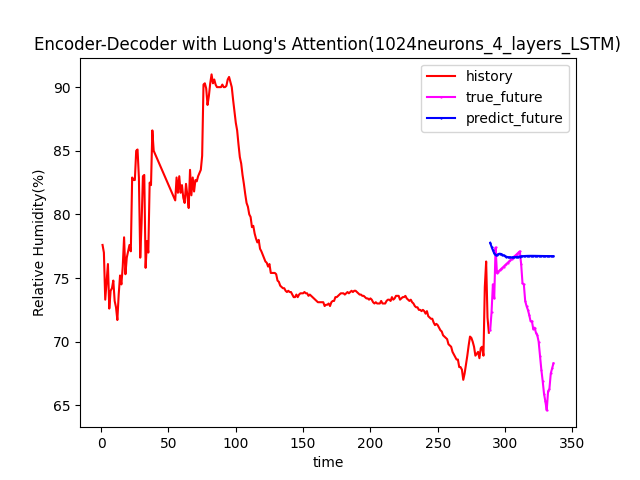 Encoder-Decoder with Luong's Attention(1024neurons_4_layers_LSTM)
history
true_future
predict_future
Relative Humidity(%)
90
85
80
75
70
65
0 50 100 150 200 250 300 350
time